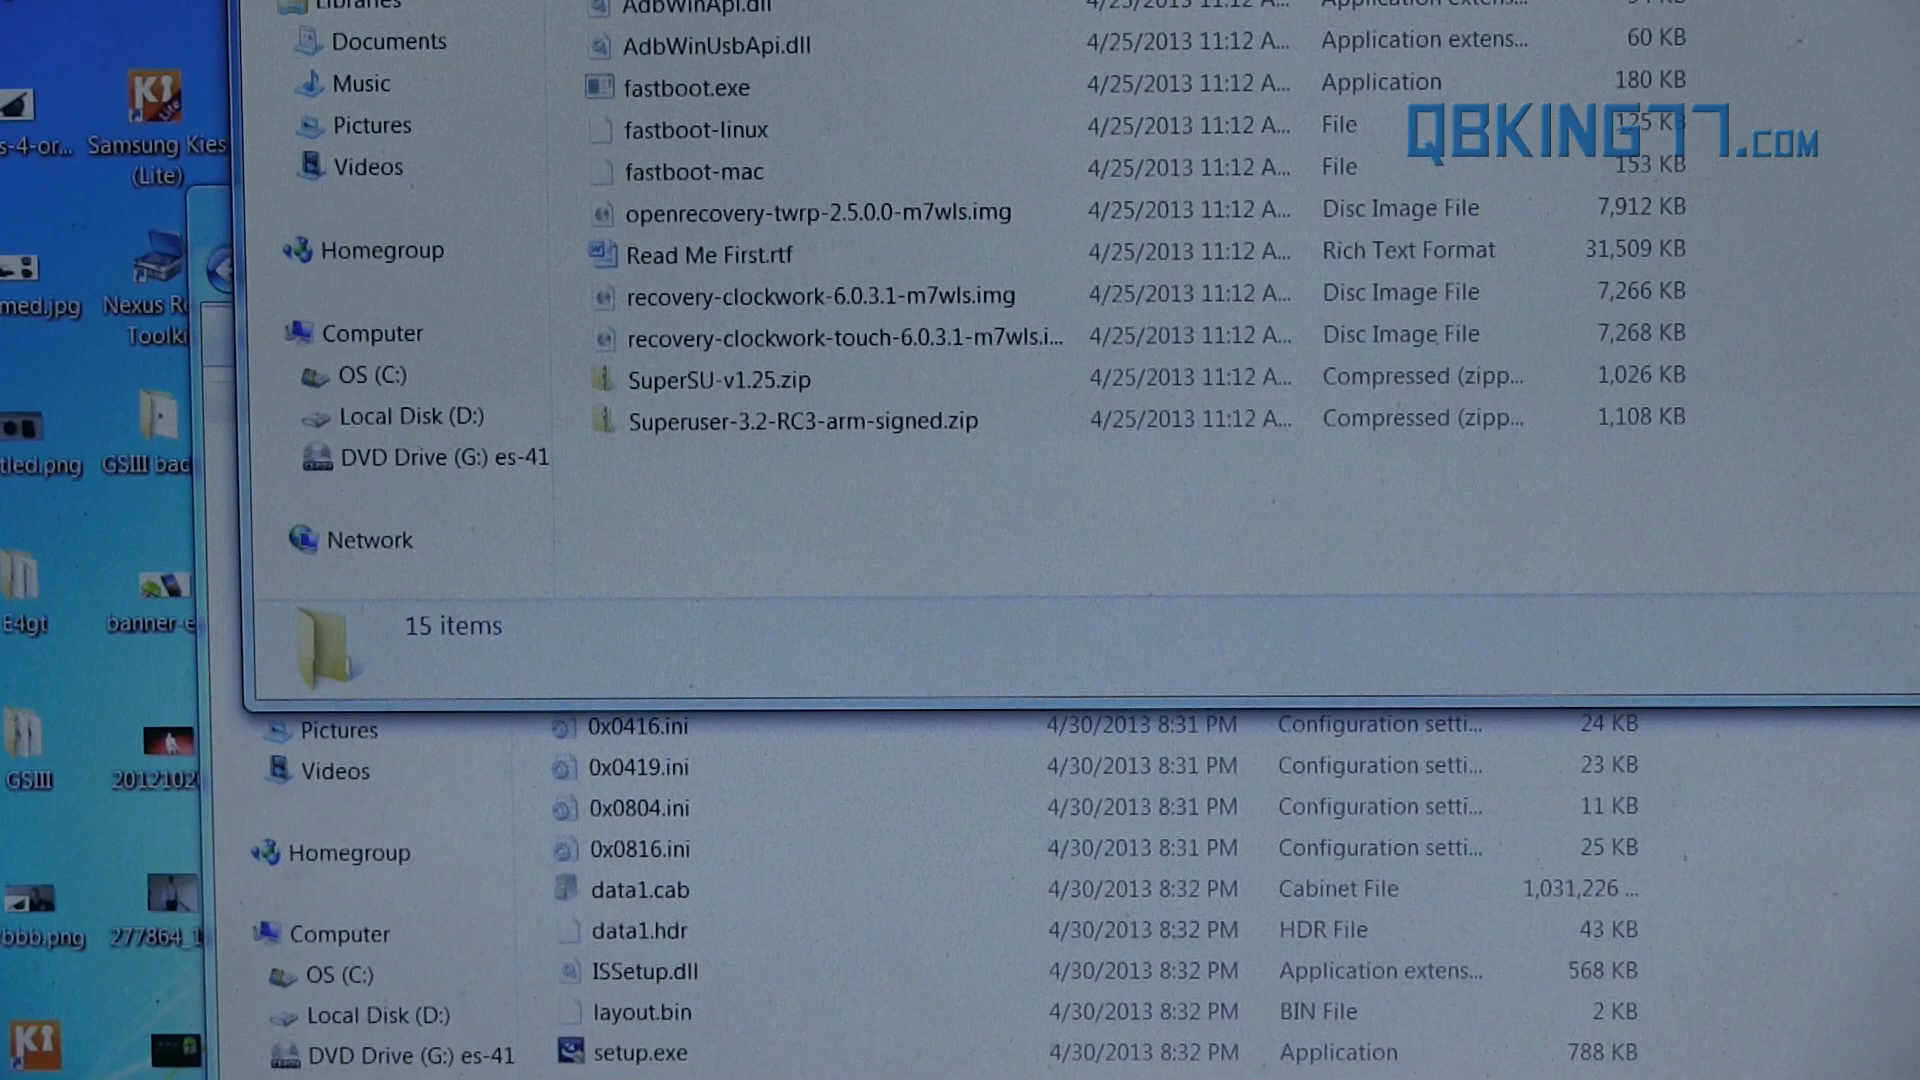 Libraries
AdbWinApi.dll 4/25/2013 11:12 A... Application extens... KB
Documents AdbWinUsbApi.dll 4/25/2013 11:12 A... Application extens... 60 KB
Music fastboot.exe 4/25/2013 11:12 A... Application 180 KB
QBKING77.COM
Pictures fastboot-linux 4/25/2013 11:12 A... File 125 KB
Videos fastboot-mac 4/25/2013 11:12 A... File 153 KB
openrecovery-twrp-2.5.0.0-m7wls.img 4/25/2013 11:12 A... Disc Image File 7,912 KB
Homegroup Read Me First.rtf 4/25/2013 11:12 A... Rich Text Format 31,509 KB
recovery-clockwork-6.0.3.1-m7wls.img 4/25/2013 11:12 A... Disc Image File 7,266 KB
Computer recovery-clockwork-touch-6.0.3.1-m7wls.i... 4/25/2013 11:12 A... Disc Image File 7,268 KB
OS (C:) SuperSU-v1.25.zip 4/25/2013 11:12 A... Compressed (zipp... 1,026 KB
Local Disk (D:) Superuser-3.2-RC3-arm-signed.zip 4/25/2013 11:12 A... Compressed (zipp... 1,108 KB
DVD Drive (G:) es-41
Network
15 items
Pictures 0x0416.ini 4/30/2013 8:31 PM Configuration setti... 24 KB
Videos 0x0419.ini 4/30/2013 8:31 PM Configuration setti... 23 KB
0x0804.ini 4/30/2013 8:31 PM Configuration setti... 11 KB
Homegroup 0x0816.ini 4/30/2013 8:31 PM Configuration setti... 25 KB
data1.cab 4/30/2013 8:32 PM Cabinet File 1,031,226 ...
Computer data1.hdr 4/30/2013 8:32 PM HDR File 43 KB
OS (C:) ISSetup.dll 4/30/2013 8:32 PM Application extens... 568 KB
Local Disk (D:) layout.bin 4/30/2013 8:32 PM BIN File 2 KB
DVD Drive (G:) es-41 setup.exe 4/30/2013 8:32 PM Application 788 KB
s-4-or... Samsung Kies
(Lite)
med.jpg Nexus R
Toolki
tled.png GSIII bac
E4gt banner-e
GSIII 2012102
bbb.png 277864_1